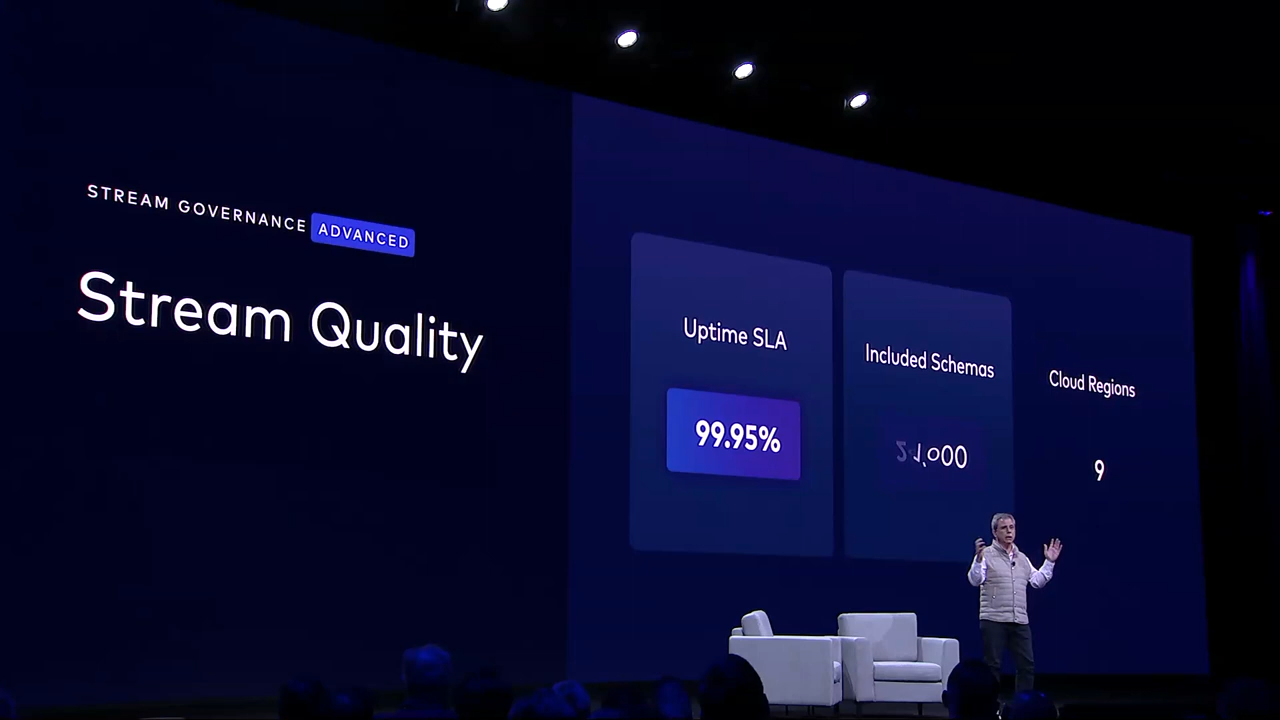 STREAM GOVERNANCE ADVANCED
Stream Quality
Uptime SLA
99.95%
Included Schemas
Cloud Regions
9